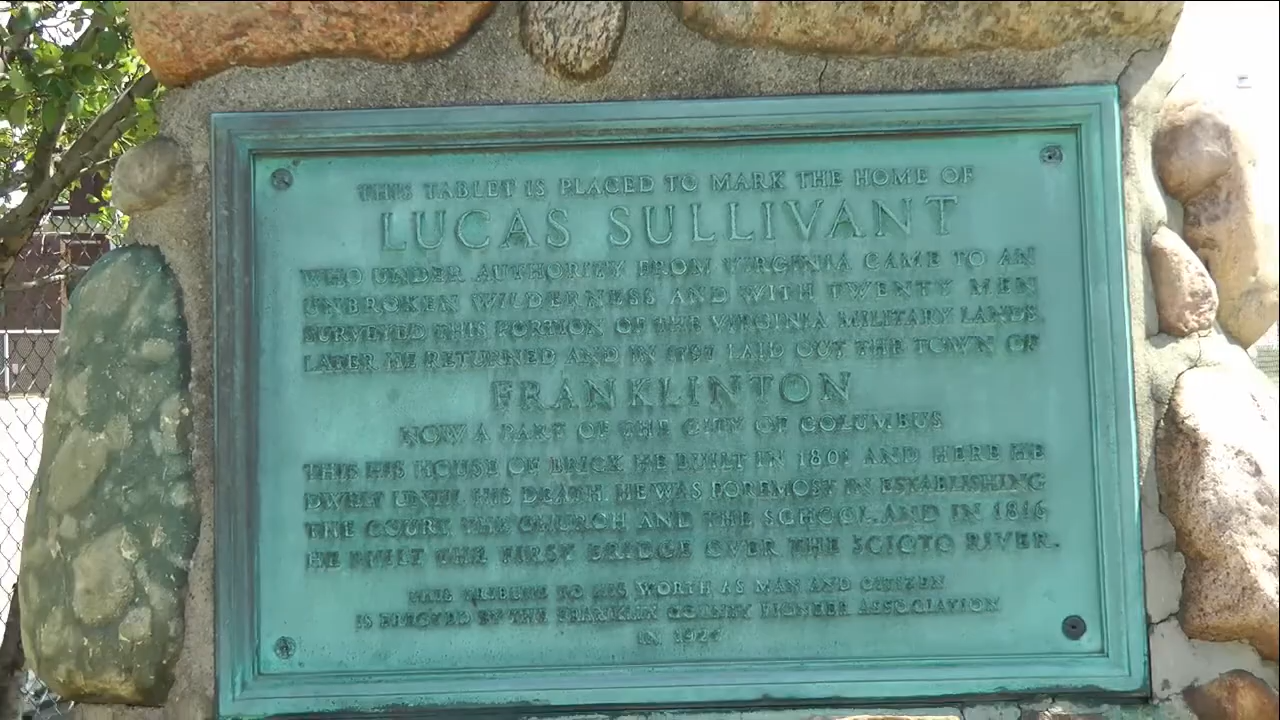 THIS TABLET IS PLACED TO MARK THE HOME OF
LUCAS SULLIVANT
WHO UNDER AUTHORITY FROM VIRGINIA CAME TO AN
UNBROKEN WILDERNESS AND WITH TWENTY MEN
SURVEYED THIS PORTION OF THE VIRGINIA MILITARY LANDS.
LATER HE RETURNED AND IN 1797 LAID OUT THE TOWN OF
FRANKLINTON
NOW A PART OF THE CITY OF COLUMBUS
THIS HIS HOUSE OF BRICK HE BUILT IN 1801 AND HERE HE
DWELT UNTIL HIS DEATH. HE WAS FOREMOST IN ESTABLISHING
THE COURT, THE CHURCH AND THE SCHOOL, AND IN 1816
HE BUILT THE FIRST BRIDGE OVER THE SCIOTO RIVER.
THIS TRIBUTE TO HIS WORTH AS MAN AND CITIZEN
IS ERECTED BY THE FRANKLIN COUNTY PIONEER ASSOCIATION
IN